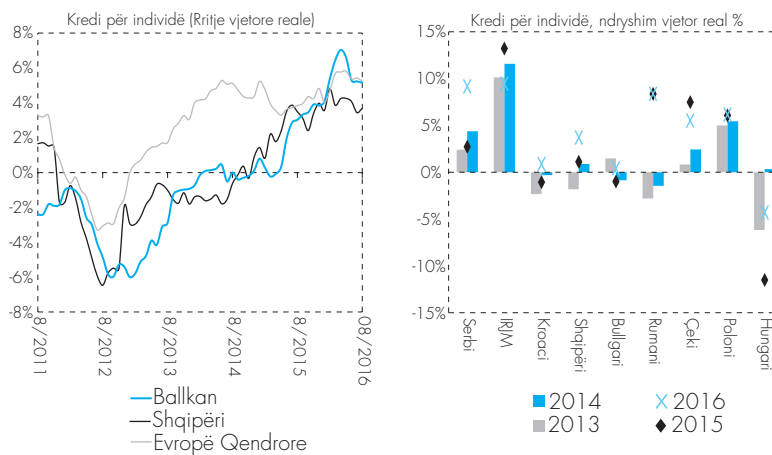 Kredi për individë (Rritje vjetore reale)
8%
6%
4%
2%
0%
-2%
-4%
-6%
-8%
8/2011
8/2012
8/2013
8/2014
8/2015
08/2016
Ballkan
Shqipëri
Evropë Qendrore
Kredi për individë, ndryshim vjetor real %
15%
10%
5%
0%
-5%
-10%
-15%
Serbi
IRJM
Kroaci
Shqipëri
Bullgari
Rumani
Çeki
Poloni
Hungari
2014
2016
2013
2015